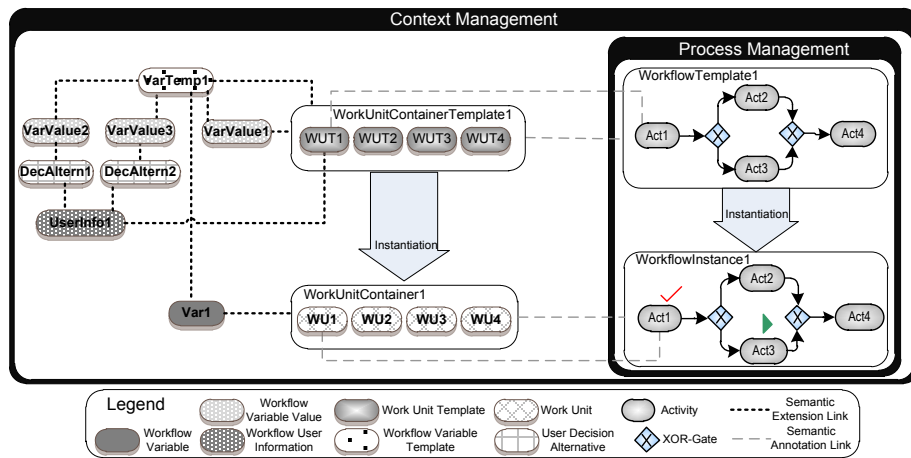 Context Management
Process Management
VarTemp1
WorkflowTemplate1
WorkUnitContainerTemplate1
VarValue2
VarValue3
VarValue1
WUT1 WUT2 WUT3 WUT4
Act1
Act2
Act3
Act4
DecAltern1
DecAltern2
UserInfo1
Instantiation
Instantiation
WorkUnitContainer1
WorkflowInstance1
Var1
WU1 WU2 WU3 WU4
Act1
Act2
Act3
Act4
Legend
Workflow
Variable
Workflow
Variable Value
Workflow User
Information
Work Unit Template
Workflow Variable
Template
Work Unit
User Decision
Alternative
Activity
XOR-Gate
Semantic
Extension Link
Semantic
Annotation Link